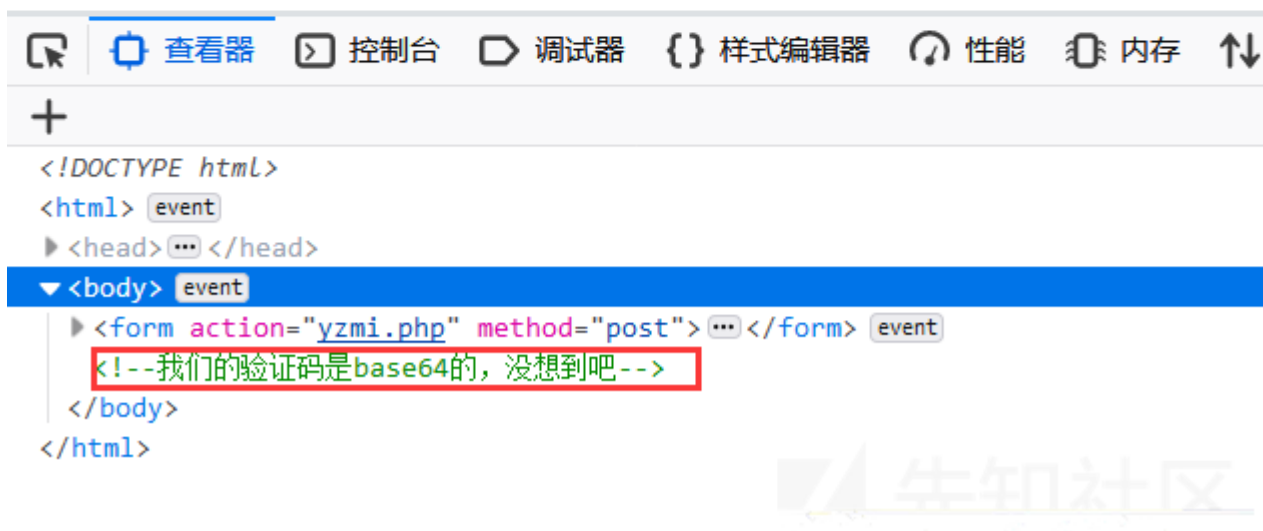 查看器 控制台 调试器 {} 样式编辑器 性能 内存
+
<!DOCTYPE html>
<html> event
<head> ••• </head>
<body> event
<form action="yzmi.php" method="post"> ••• </form> event
<!--我们的验证码是base64的，没想到吧-->
</body>
</html>
先知社区